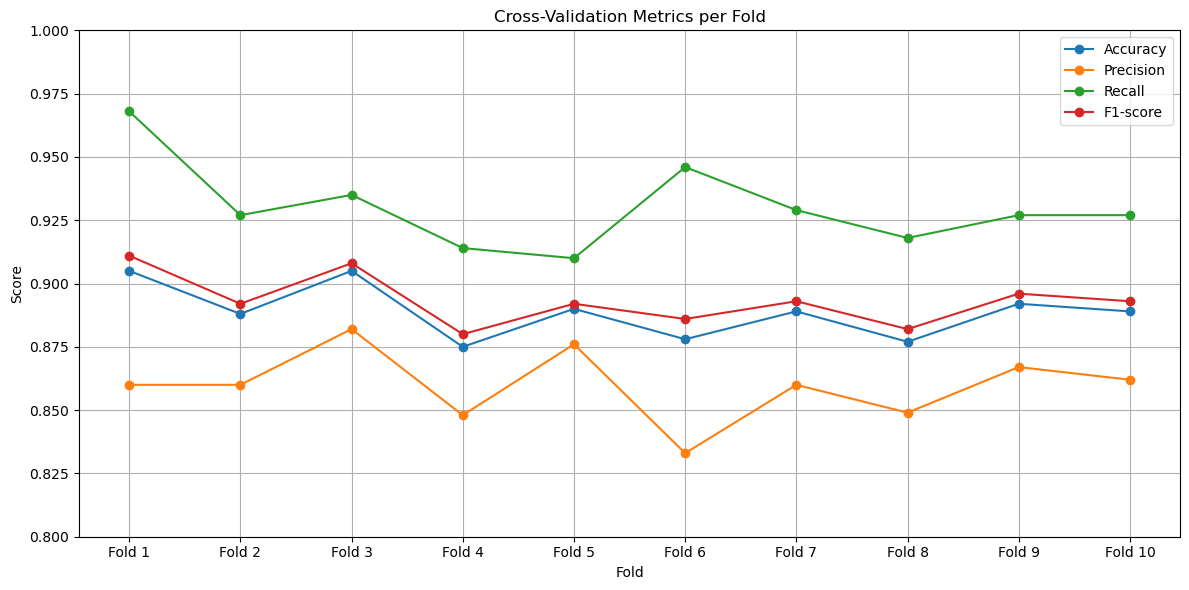 Cross-Validation Metrics per Fold
1.000
0.975
0.950
0.925
0.900
0.875
0.850
0.825
0.800
Score
Accuracy
Precision
Recall
F1-score
Fold 1 Fold 2 Fold 3 Fold 4 Fold 5 Fold 6 Fold 7 Fold 8 Fold 9 Fold 10
Fold